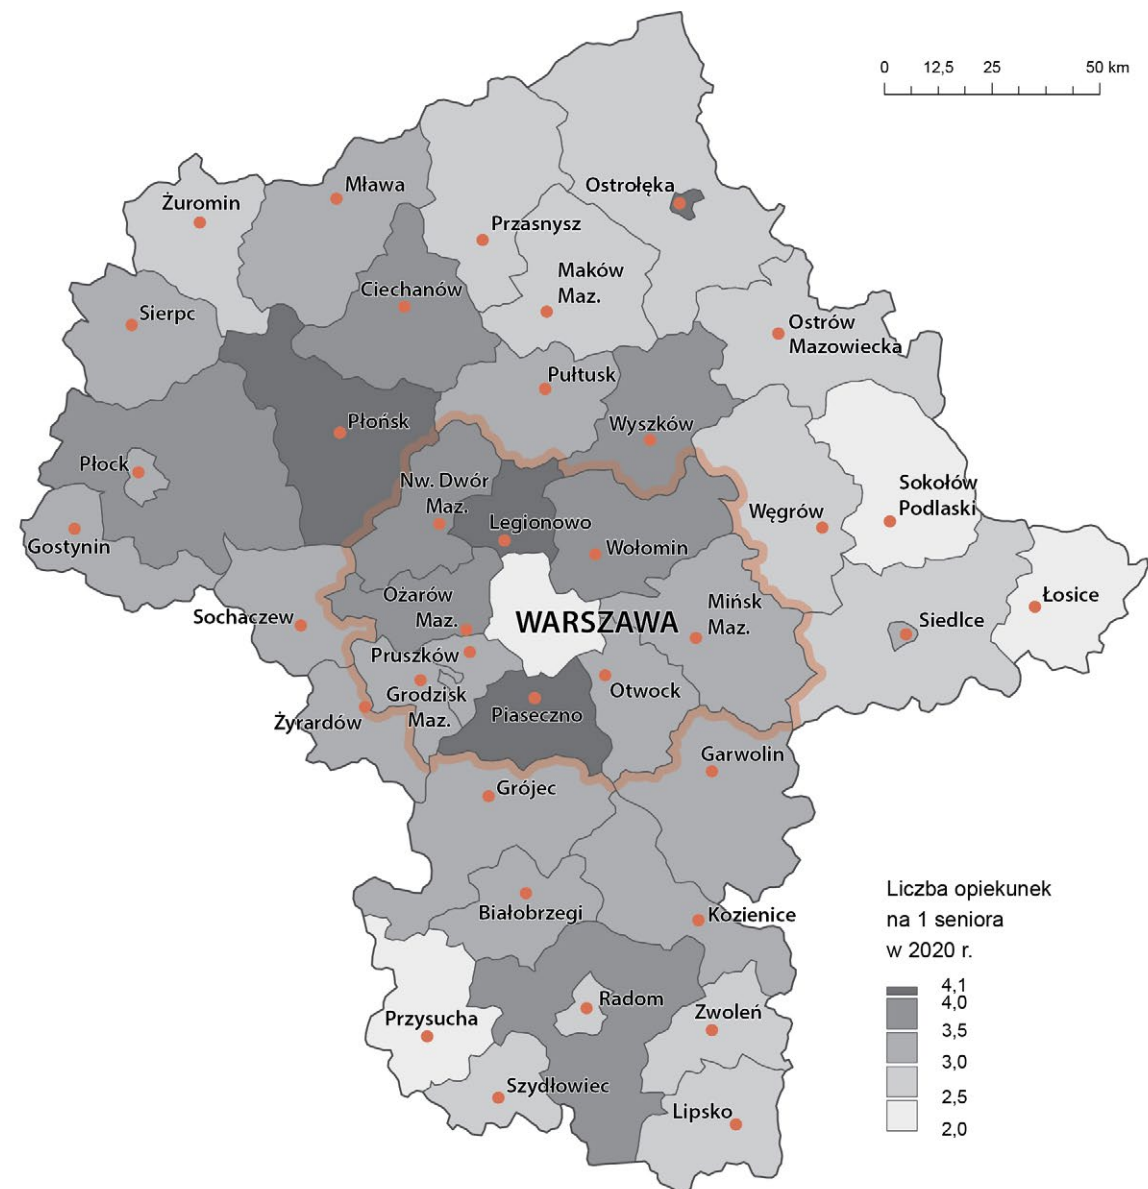 0 12,5 25 50 km
Mława
Ostrołęka
Żuromin
Przasnysz
Maków
Maz.
Ciechanów
Sierpc
Ostrów
Mazowiecka
Pułtusk
Płońsk
Wyszków
Płock
Nw. Dwór
Maz.
Sokołów
Podlaski
Węgrów
Legionowo
Gostynin
Wołomin
Ożarów
Maz.
Łosice
Mińsk
Maz.
Sochaczew
WARSZAWA
Siedlce
Pruszków
Otwock
Grodzisk
Maz.
Piaseczno
Żyrardów
Garwolin
Grójec
Liczba opiekunek
na 1 seniora
w 2020 r.
Białobrzegi
Kozienice
4,1
4,0
3,5
3,0
2,5
2,0
Radom
Zwoleń
Przysucha
Szydłowiec
Lipsko